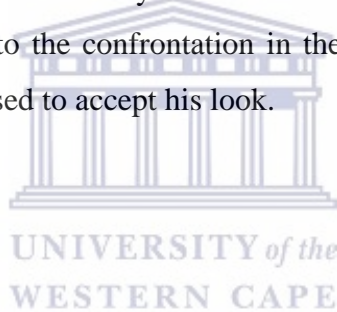 to the confrontation in the
sed to accept his look.
UNIVERSITY of the
WESTERN CAPE